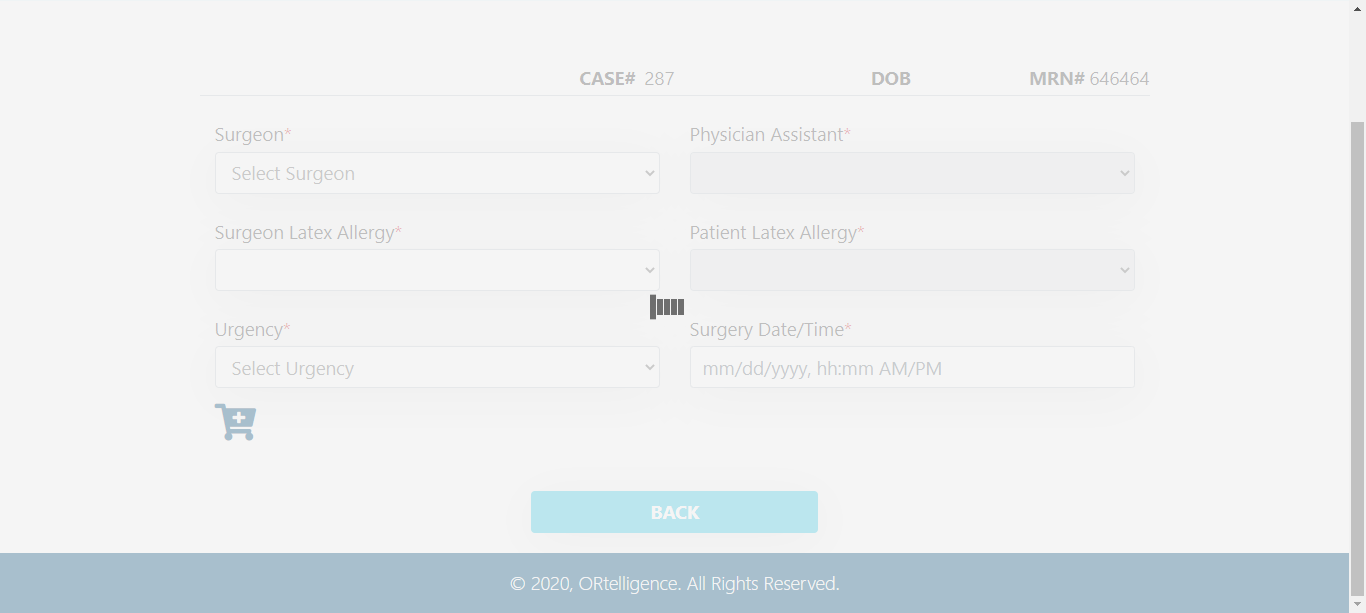 CASE# 287 DOB MRN# 646464
Surgeon* Physician Assistant*
Select Surgeon
Surgeon Latex Allergy* Patient Latex Allergy*
Urgency* Surgery Date/Time*
Select Urgency mm/dd/yyyy, hh:mm AM/PM
BACK
© 2020, ORtelligence. All Rights Reserved.